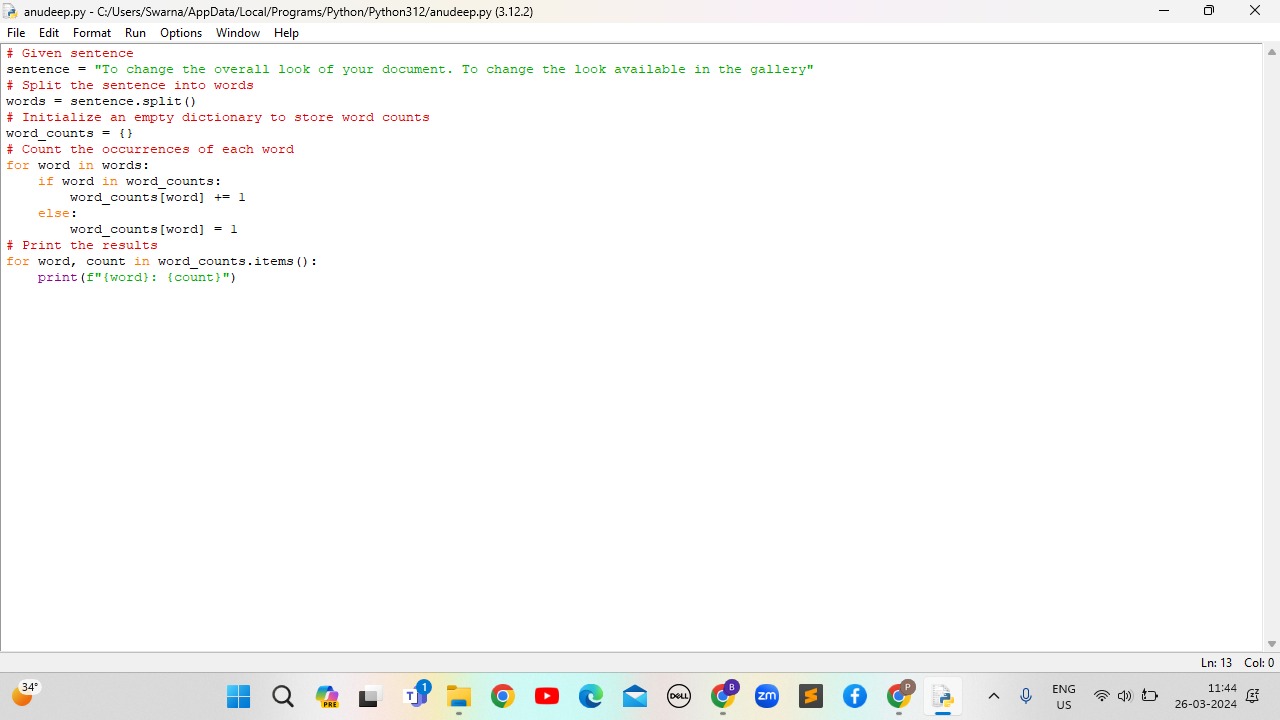 anudeep.py - C:/Users/Swarna/AppData/Local/Programs/Python/Python312/anudeep.py (3.12.2)
File Edit Format Run Options Window Help
# Given sentence
sentence = "To change the overall look of your document. To change the look available in the gallery"
# Split the sentence into words
words = sentence.split()
# Initialize an empty dictionary to store word counts
word_counts = {}
# Count the occurrences of each word
for word in words:
    if word in word_counts:
        word_counts[word] += 1
    else:
        word_counts[word] = 1
# Print the results
for word, count in word_counts.items():
    print(f"{word}: {count}")
Ln: 13 Col: 0
34°
PRE
T
1
DELL
B
zm
S
f
P
ENG
US
11:44
26-03-2024